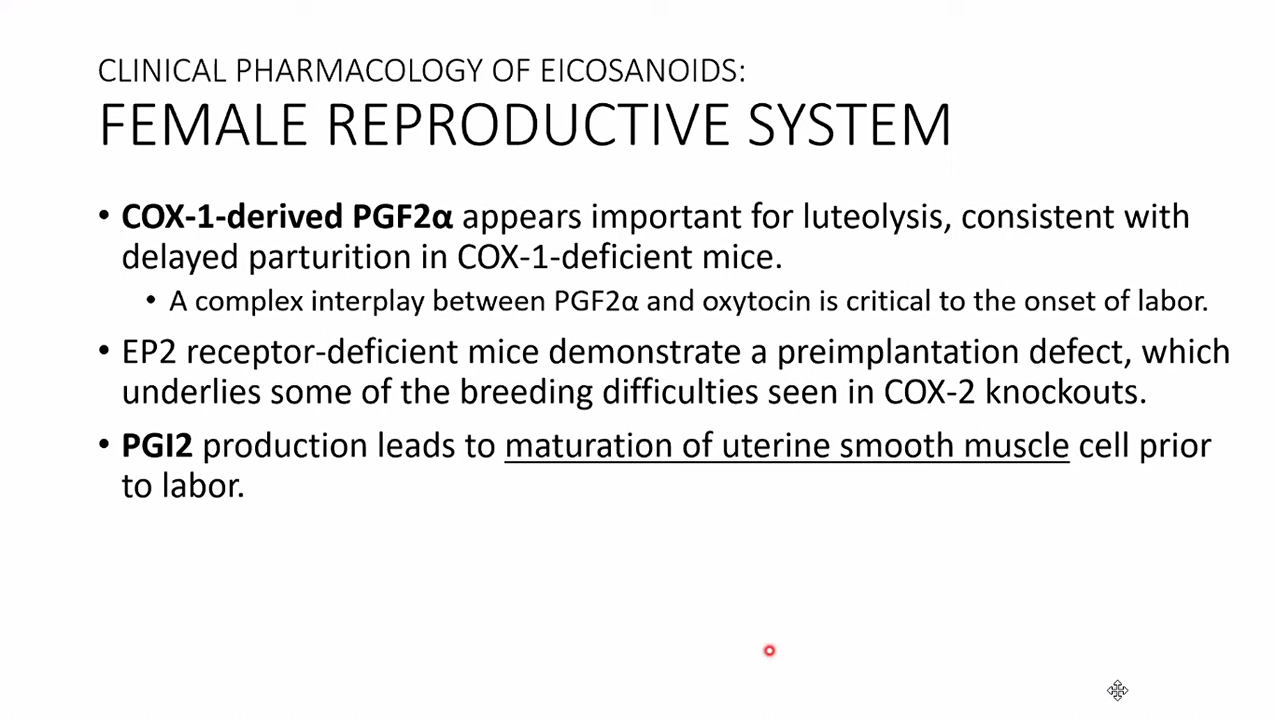 CLINICAL PHARMACOLOGY OF EICOSANOIDS:
FEMALE REPRODUCTIVE SYSTEM
• COX-1-derived PGF2α appears important for luteolysis, consistent with
delayed parturition in COX-1-deficient mice.
• A complex interplay between PGF2α and oxytocin is critical to the onset of labor.
• EP2 receptor-deficient mice demonstrate a preimplantation defect, which
underlies some of the breeding difficulties seen in COX-2 knockouts.
• PGI2 production leads to maturation of uterine smooth muscle cell prior
to labor.